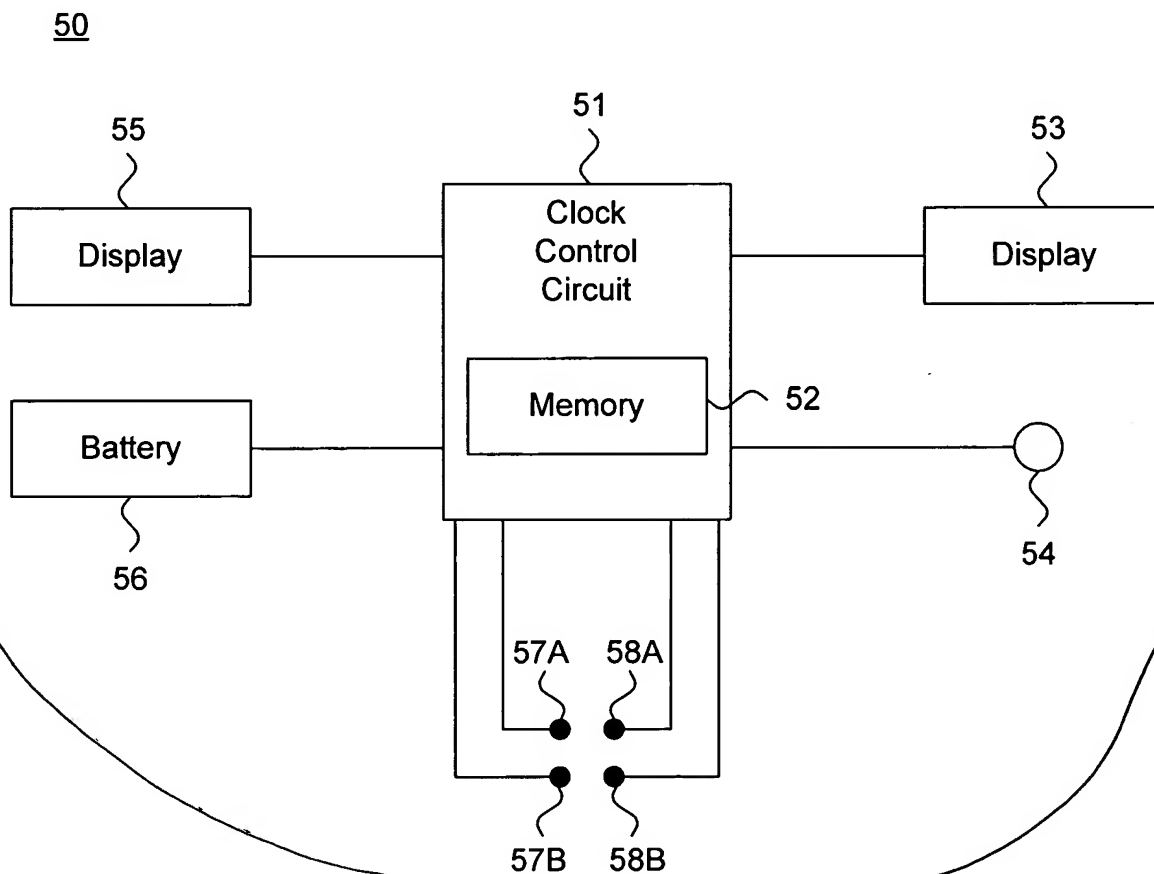 50
51
55
53
Clock
Control
Circuit
Display
Display
Memory
52
Battery
56
54
57A
58A
57B
58B